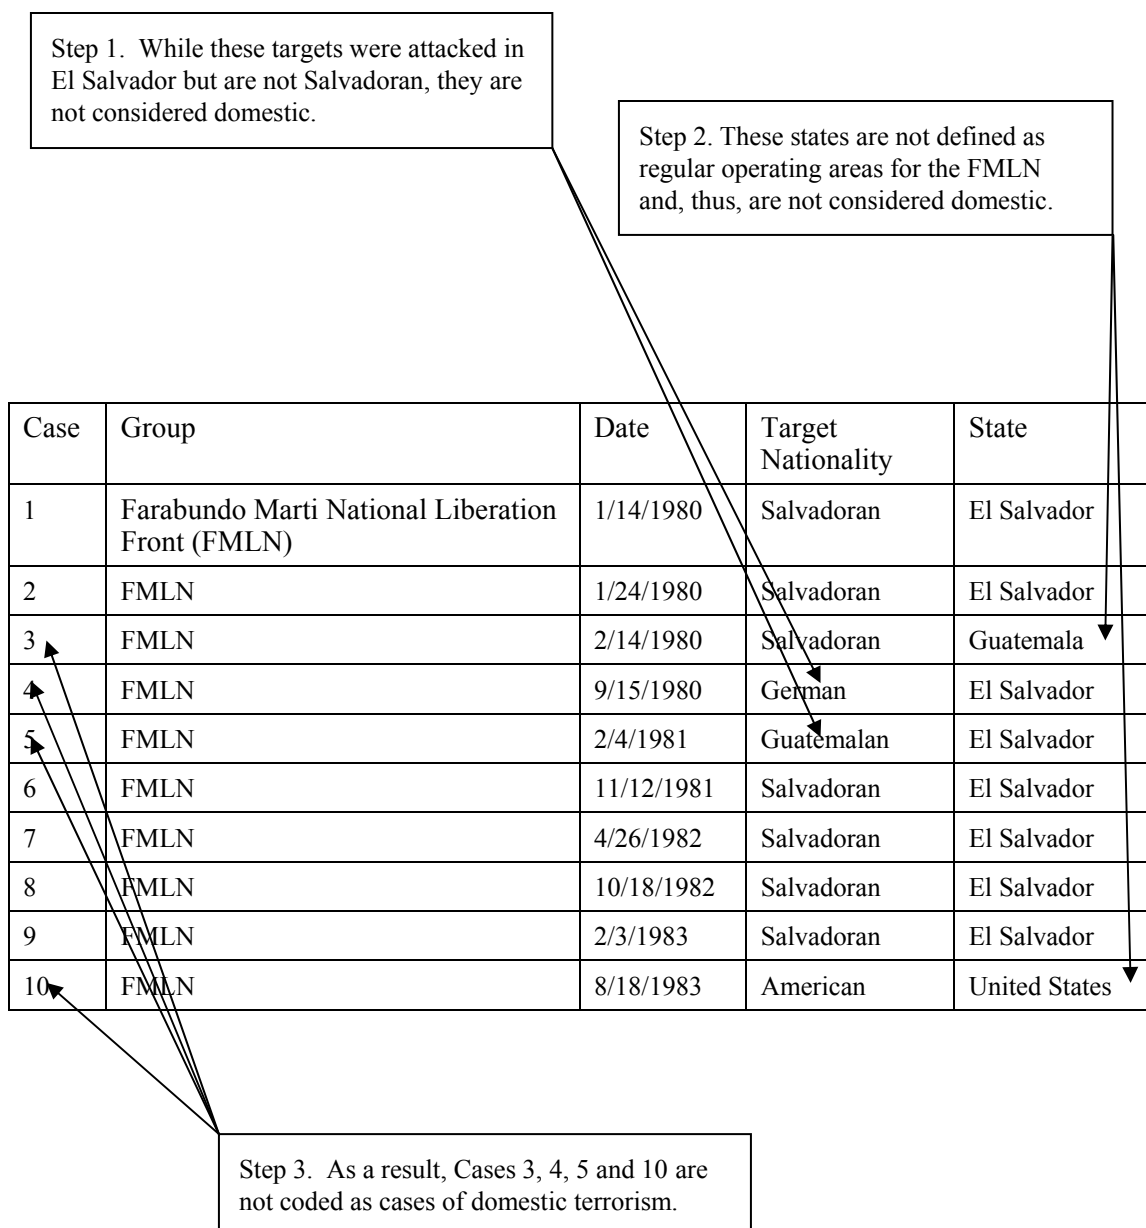 Step 1.  While these targets were attacked in
El Salvador but are not Salvadoran, they are
not considered domestic.
Step 2. These states are not defined as
regular operating areas for the FMLN
and, thus, are not considered domestic.
Case Group Date Target Nationality State
1 Farabundo Marti National Liberation Front (FMLN) 1/14/1980 Salvadoran El Salvador
2 FMLN 1/24/1980 Salvadoran El Salvador
3 FMLN 2/14/1980 Salvadoran Guatemala
4 FMLN 9/15/1980 German El Salvador
5 FMLN 2/4/1981 Guatemalan El Salvador
6 FMLN 11/12/1981 Salvadoran El Salvador
7 FMLN 4/26/1982 Salvadoran El Salvador
8 FMLN 10/18/1982 Salvadoran El Salvador
9 FMLN 2/3/1983 Salvadoran El Salvador
10 FMLN 8/18/1983 American United States
Step 3.  As a result, Cases 3, 4, 5 and 10 are
not coded as cases of domestic terrorism.